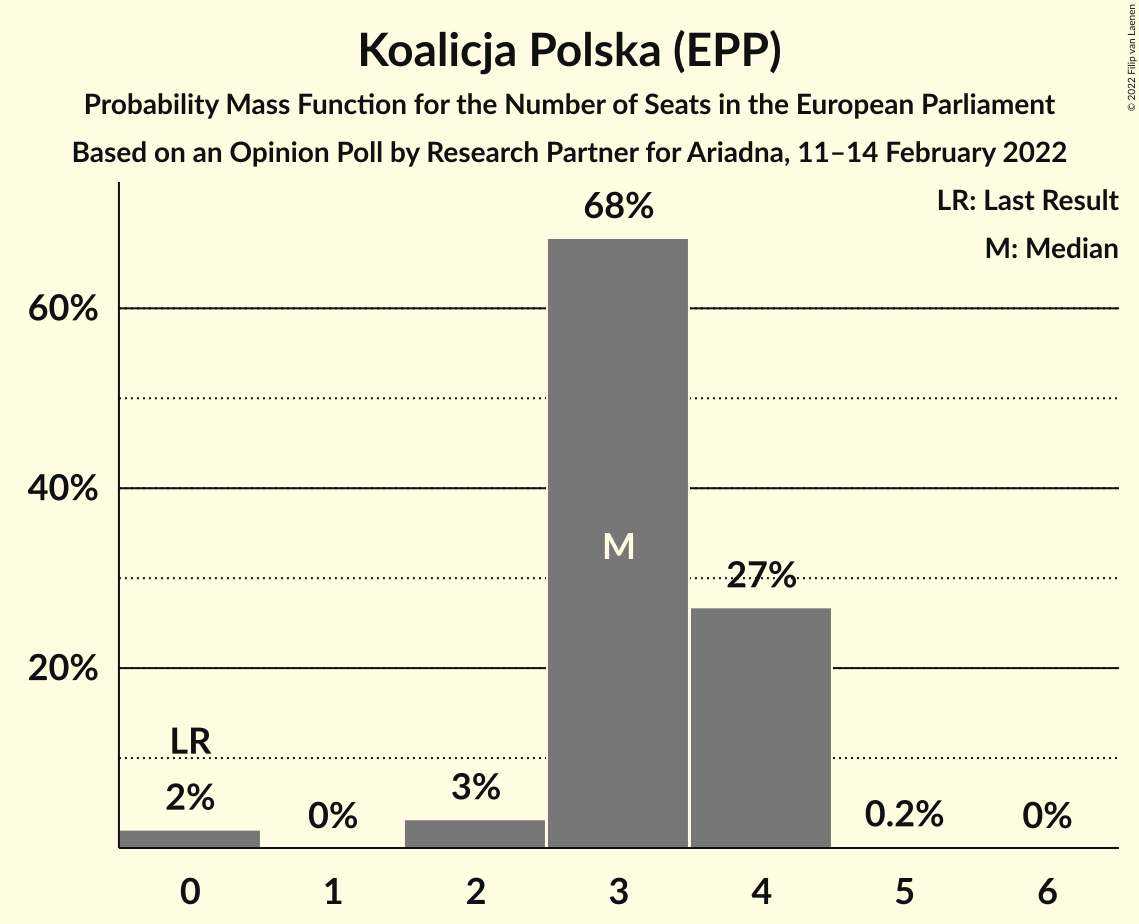 Koalicja Polska (EPP)
Probability Mass Function for the Number of Seats in the European Parliament
Based on an Opinion Poll by Research Partner for Ariadna, 11–14 February 2022
© 2022 Filip van Laenen
LR: Last Result
M: Median
68%
60%
40%
M
27%
20%
LR
2%
0%
3%
0.2%
0%
0 1 2 3 4 5 6